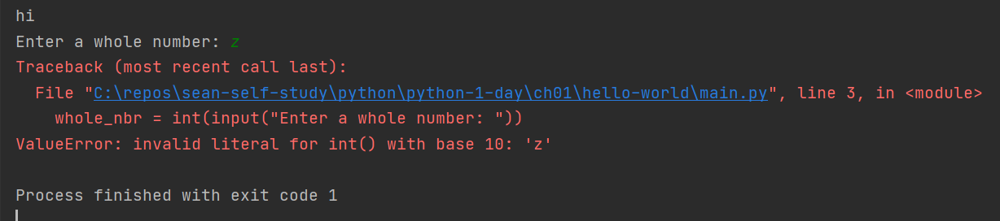 hi
Enter a whole number: z
Traceback (most recent call last):
  File "C:\repos\sean-self-study\python\python-1-day\ch01\hello-world\main.py", line 3, in <module>
    whole_nbr = int(input("Enter a whole number: "))
ValueError: invalid literal for int() with base 10: 'z'

Process finished with exit code 1